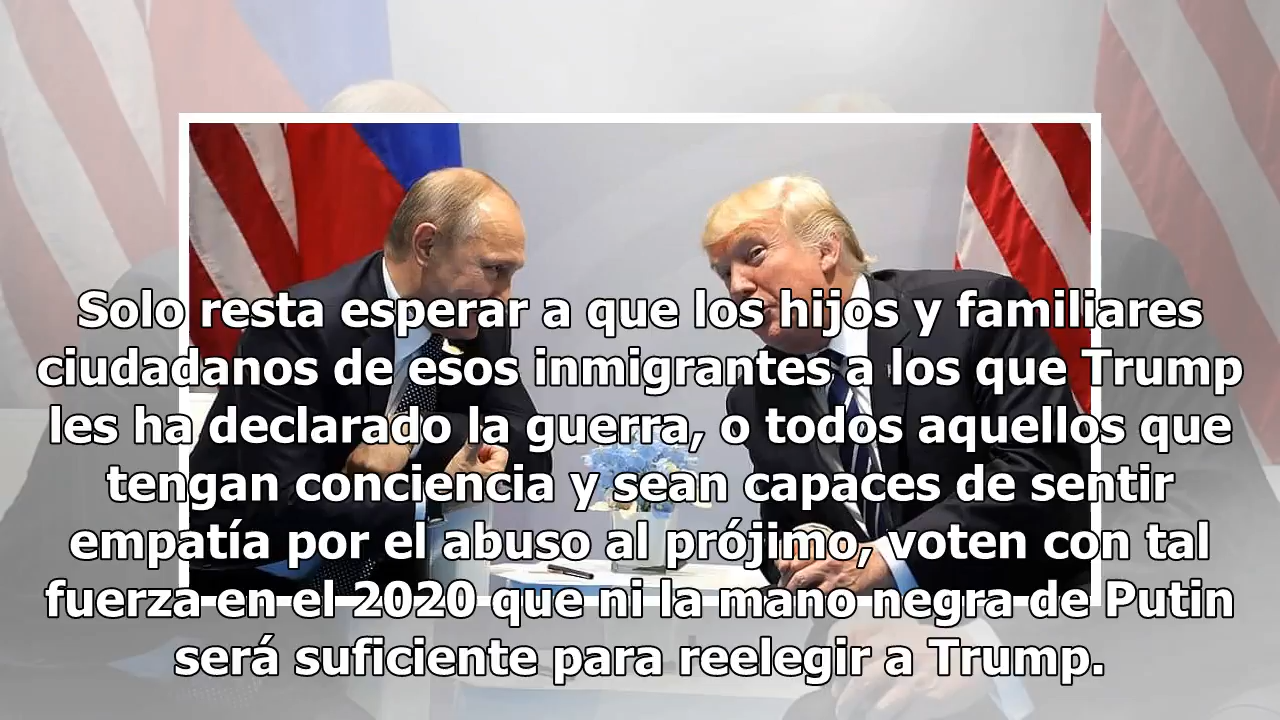 Solo resta esperar a que los hijos y familiares
ciudadanos de esos inmigrantes a los que Trump
les ha declarado la guerra, o todos aquellos que
tengan conciencia y sean capaces de sentir
empatía por el abuso al prójimo, voten con tal
fuerza en el 2020 que ni la mano negra de Putin
será suficiente para reelegir a Trump.